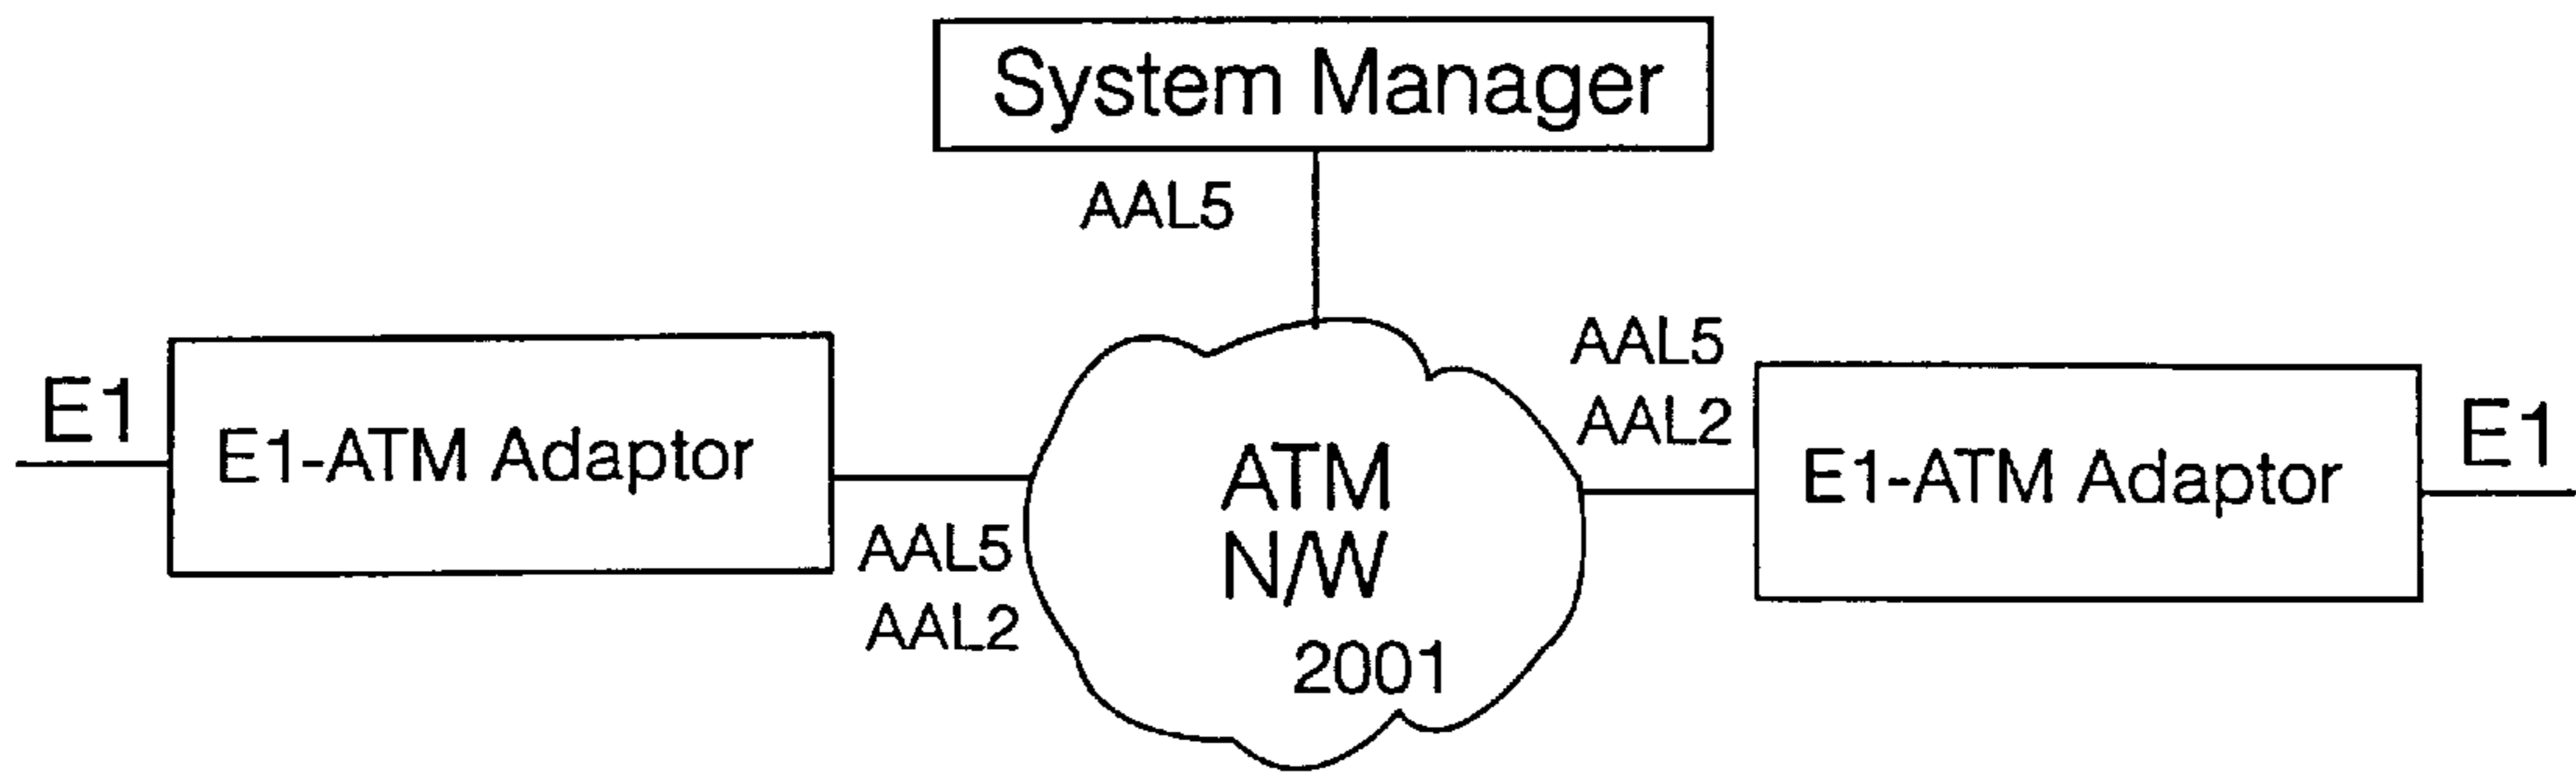 System Manager
AAL5
E1
E1-ATM Adaptor
AAL5
AAL2
ATM
N/W
2001
AAL5
AAL2
E1-ATM Adaptor
E1